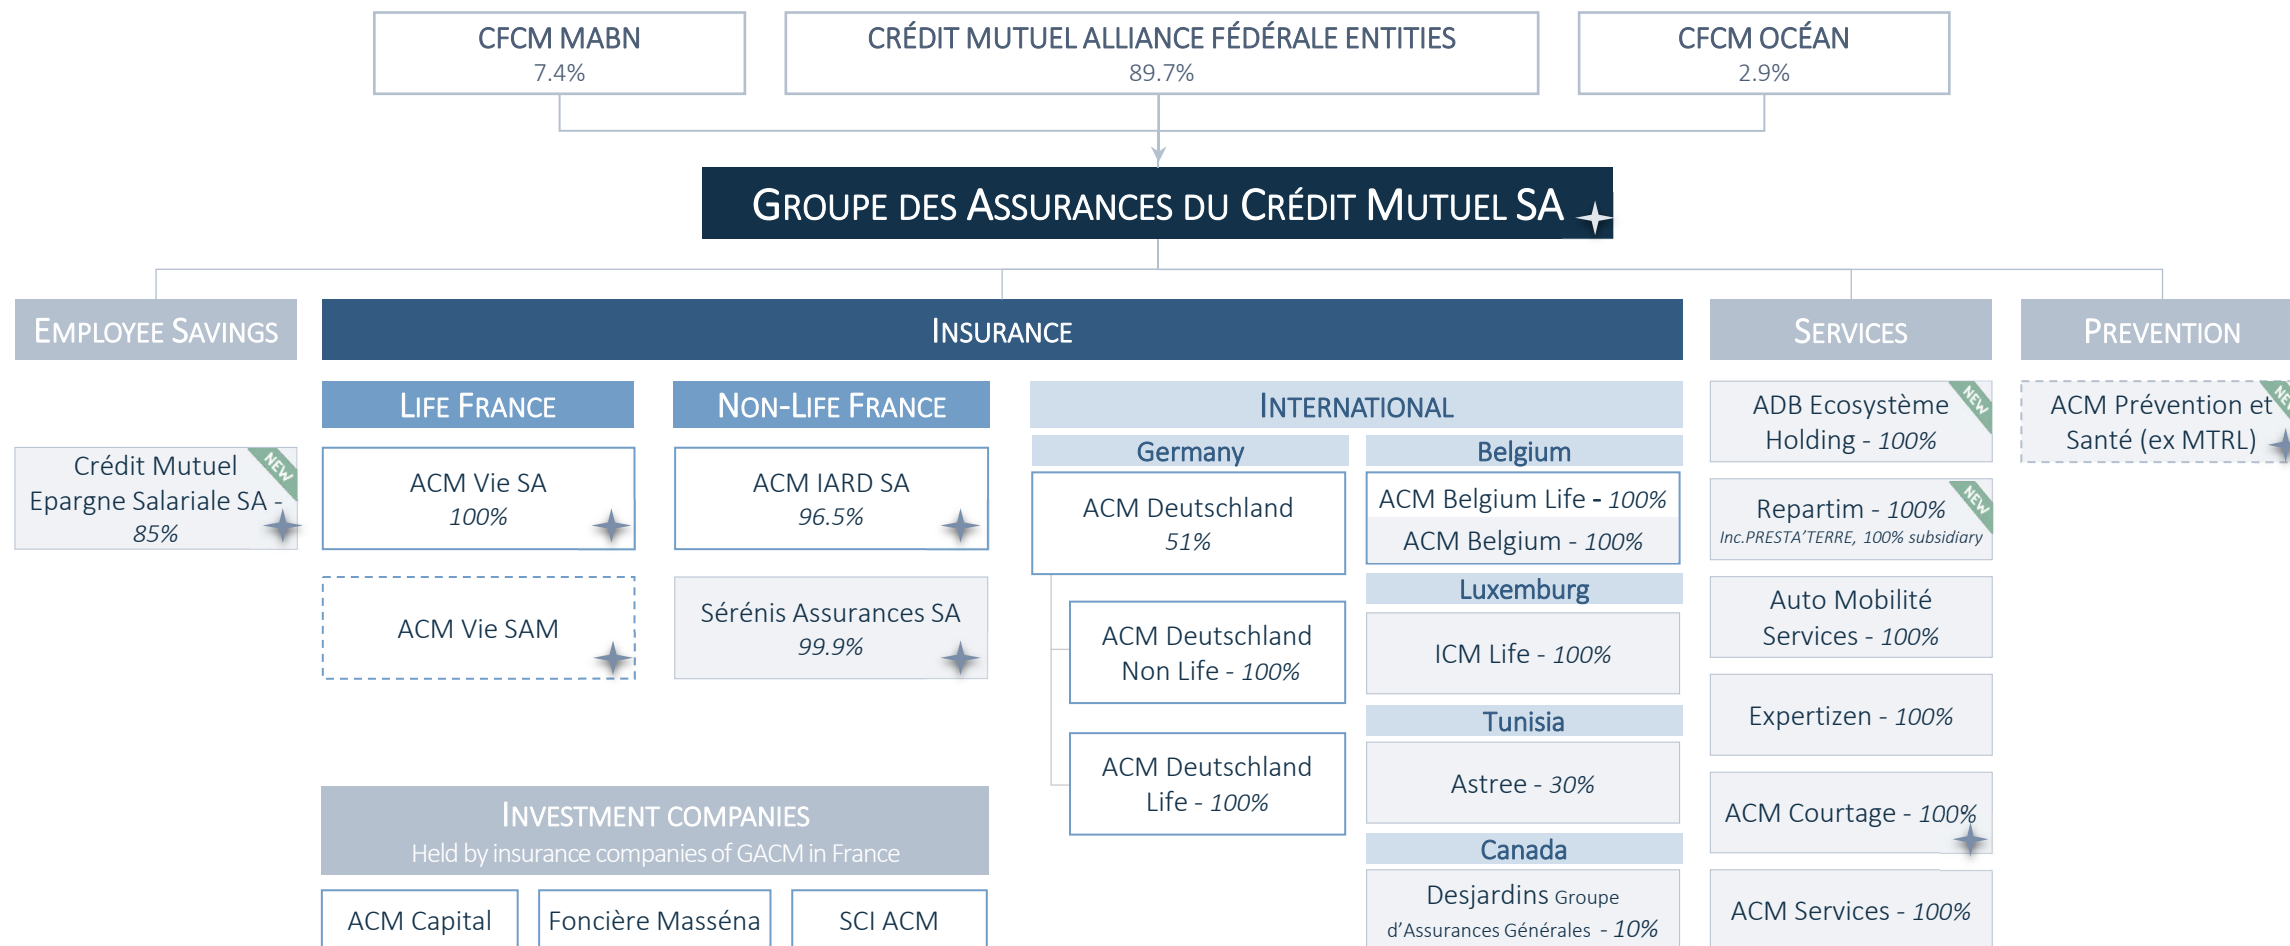 CFCM MABN
7.4%
CRÉDIT MUTUEL ALLIANCE FÉDÉRALE ENTITIES
89.7%
CFCM OCÉAN
2.9%
GROUPE DES ASSURANCES DU CRÉDIT MUTUEL SA
EMPLOYEE SAVINGS
INSURANCE
SERVICES
PREVENTION
Crédit Mutuel
Epargne Salariale SA -
85%
NEW
LIFE FRANCE
ACM Vie SA
100%
ACM Vie SAM
NON-LIFE FRANCE
ACM IARD SA
96.5%
Sérénis Assurances SA
99.9%
INVESTMENT COMPANIES
Held by insurance companies of GACM in France
ACM Capital
Foncière Masséna
SCI ACM
INTERNATIONAL
Germany
ACM Deutschland
51%
ACM Deutschland
Non Life - 100%
ACM Deutschland
Life - 100%
Belgium
ACM Belgium Life - 100%
ACM Belgium - 100%
Luxemburg
ICM Life - 100%
Tunisia
Astree - 30%
Canada
Desjardins Groupe
d'Assurances Générales - 10%
ADB Ecosystème
Holding - 100%
NEW
Repartim - 100%
Inc.PRESTA'TERRE, 100% subsidiary
NEW
Auto Mobilité
Services - 100%
Expertizen - 100%
ACM Courtage - 100%
ACM Services - 100%
ACM Prévention et
Santé (ex MTRL)
NEW